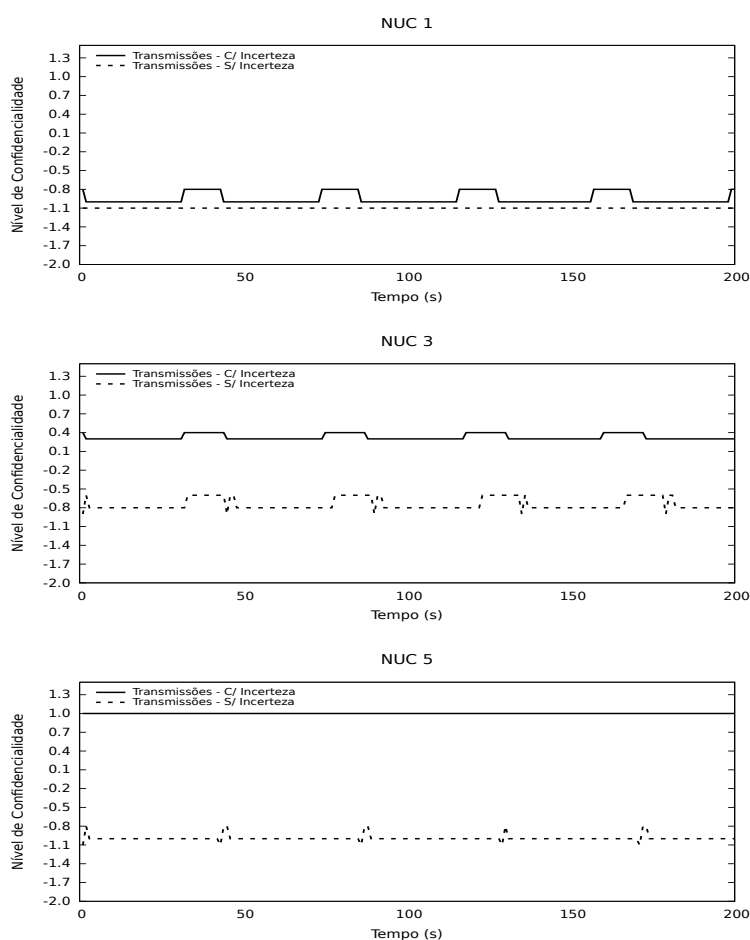 NUC 1
Transmissões - C/ Incerteza
Transmissões - S/ Incerteza
Nível de Confidencialidade
1.3
1.0
0.7
0.4
0.1
-0.2
-0.5
-0.8
-1.1
-1.4
-1.7
-2.0
0 50 100 150 200
Tempo (s)
NUC 3
Transmissões - C/ Incerteza
Transmissões - S/ Incerteza
Nível de Confidencialidade
1.3
1.0
0.7
0.4
0.1
-0.2
-0.5
-0.8
-1.1
-1.4
-1.7
-2.0
0 50 100 150 200
Tempo (s)
NUC 5
Transmissões - C/ Incerteza
Transmissões - S/ Incerteza
Nível de Confidencialidade
1.3
1.0
0.7
0.4
0.1
-0.2
-0.5
-0.8
-1.1
-1.4
-1.7
-2.0
0 50 100 150 200
Tempo (s)